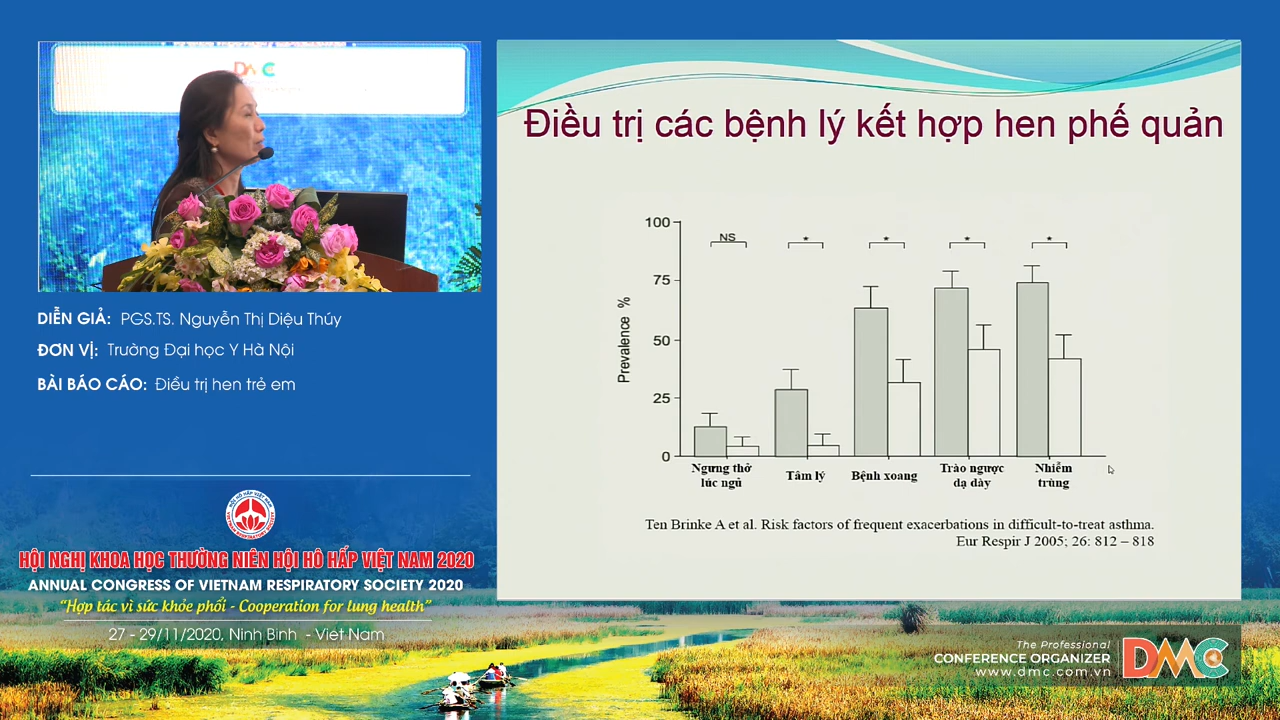 DMC
DIỄN GIẢ: PGS.TS. Nguyễn Thị Diệu Thúy
ĐƠN VỊ: Trường Đại học Y Hà Nội
BÀI BÁO CÁO: Điều trị hen trẻ em
HỘI NGHỊ KHOA HỌC THƯỜNG NIÊN HỘI HÔ HẤP VIỆT NAM 2020
ANNUAL CONGRESS OF VIETNAM RESPIRATORY SOCIETY 2020
“Hợp tác vì sức khỏe phổi - Cooperation for lung health”
27 - 29/11/2020, Ninh Bình - Việt Nam
Điều trị các bệnh lý kết hợp hen phế quản
Prevalence %
100
75
50
25
0
NS * * * *
Ngưng thở lúc ngủ
Tâm lý
Bệnh xoang
Trào ngược dạ dày
Nhiễm trùng
Ten Brinke A et al. Risk factors of frequent exacerbations in difficult-to-treat asthma.
Eur Respir J 2005; 26: 812 – 818
The Professional
CONFERENCE ORGANIZER
www.dmc.com.vn
DMC